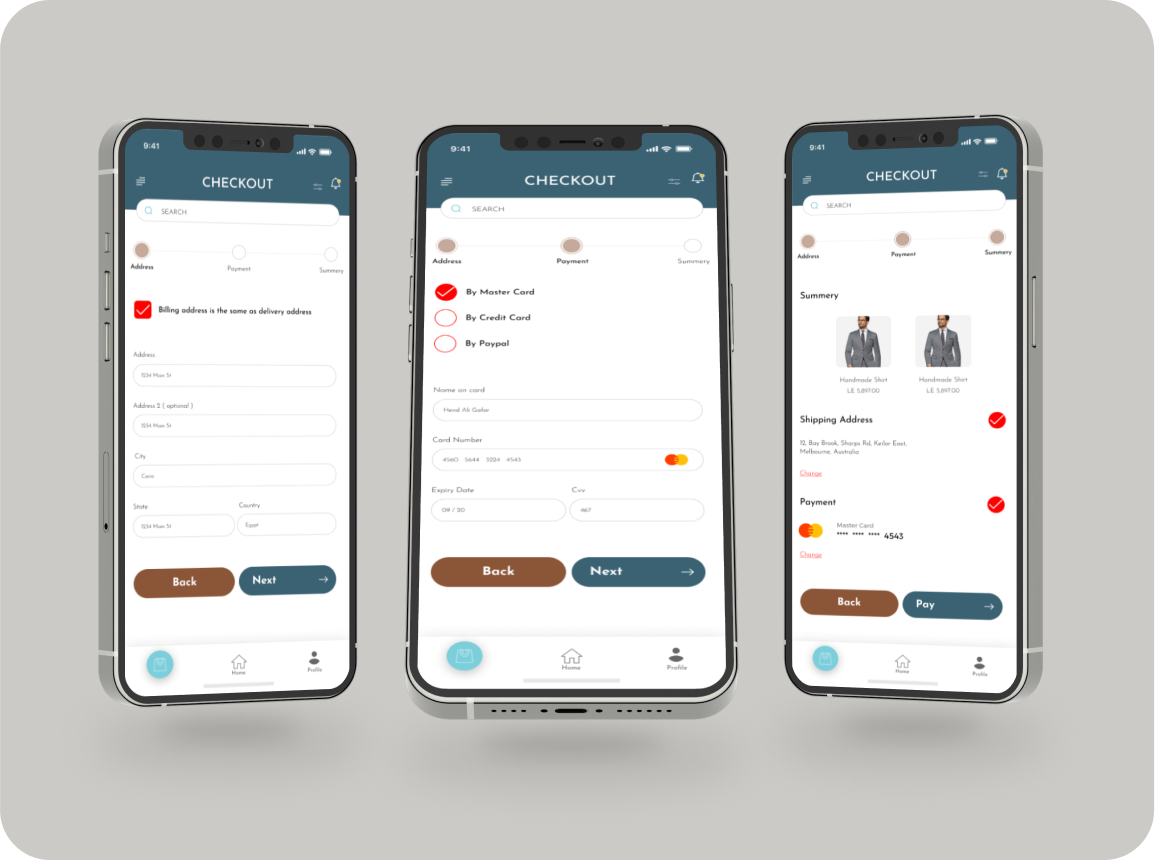 9:41
CHECKOUT
SEARCH
Address
Payment
Summery
Billing address is the same as delivery address
Address
1234 Main St
Address 2 ( optional )
1234 Main St
City
Cairo
State
Country
1234 Main St
Egypt
Back
Next
Home
Profile
9:41
CHECKOUT
SEARCH
Address
Payment
Summery
By Master Card
By Credit Card
By Paypal
Name on card
Hend Ali Gafar
Card Number
4560 5644 3224 4543
Expiry Date
Cvv
09 / 20
467
Back
Next
Home
Profile
9:41
CHECKOUT
SEARCH
Address
Payment
Summery
Summery
Handmade Shirt
Handmade Shirt
LE 5,897.00
LE 5,897.00
Shipping Address
12, Bay Brook, Sharps Rd, Keilor East,
Melbourne, Australia
Change
Payment
Master Card
**** **** **** 4543
Change
Back
Pay
Home
Profile